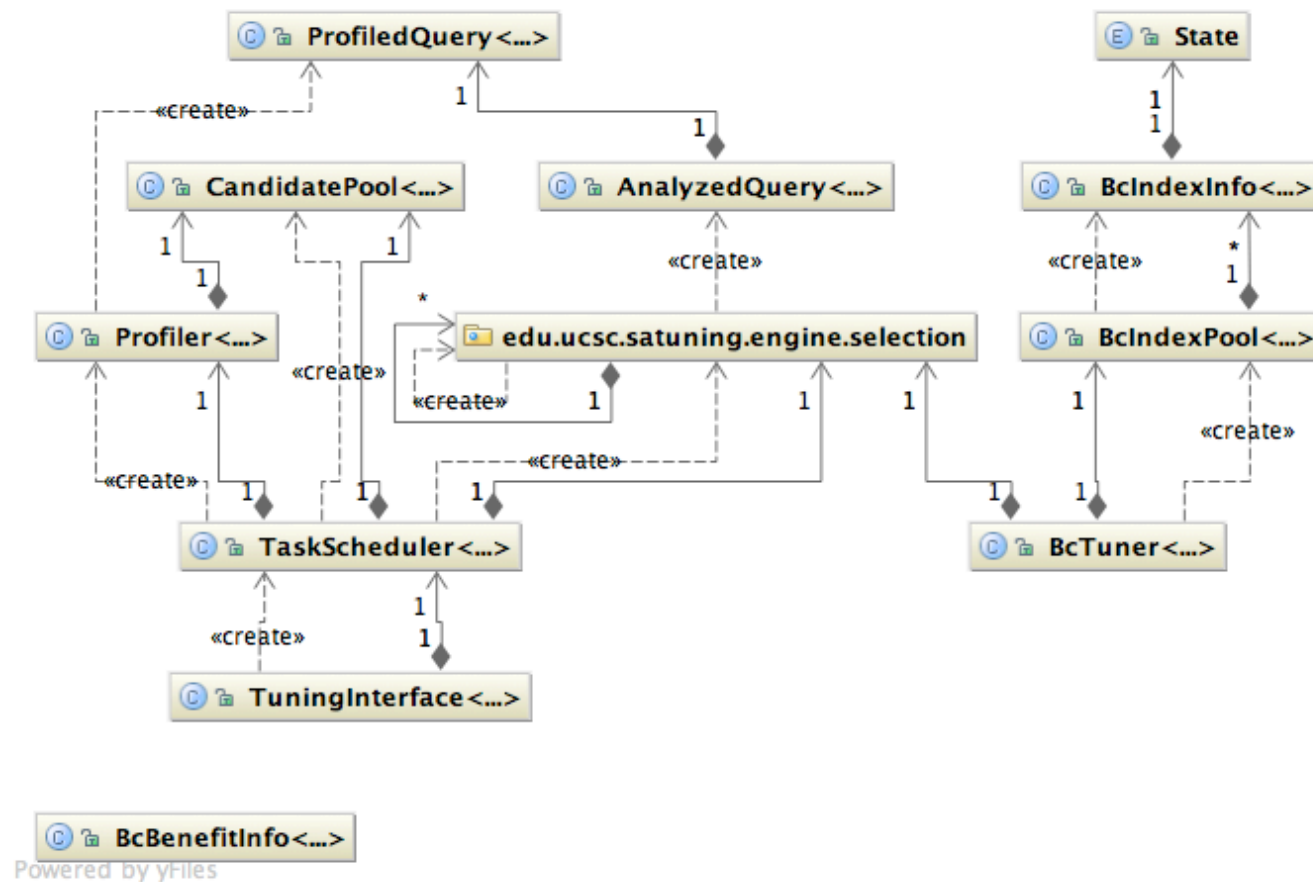 C ProfiledQuery<...>
E State
1
«create»
1
1
1
C CandidatePool<...>
C AnalyzedQuery<...>
C BcIndexInfo<...>
1
1
1
«create»
«create»
*
1
*
C Profiler<...>
edu.ucsc.satuning.engine.selection
C BcIndexPool<...>
«create»
1
«create»
1
1
1
1
«create»
«create»
«create»
1
1
1
1
1
C TaskScheduler<...>
C BcTuner<...>
1
«create»
1
C TuningInterface<...>
C BcBenefitInfo<...>
Powered by yFiles